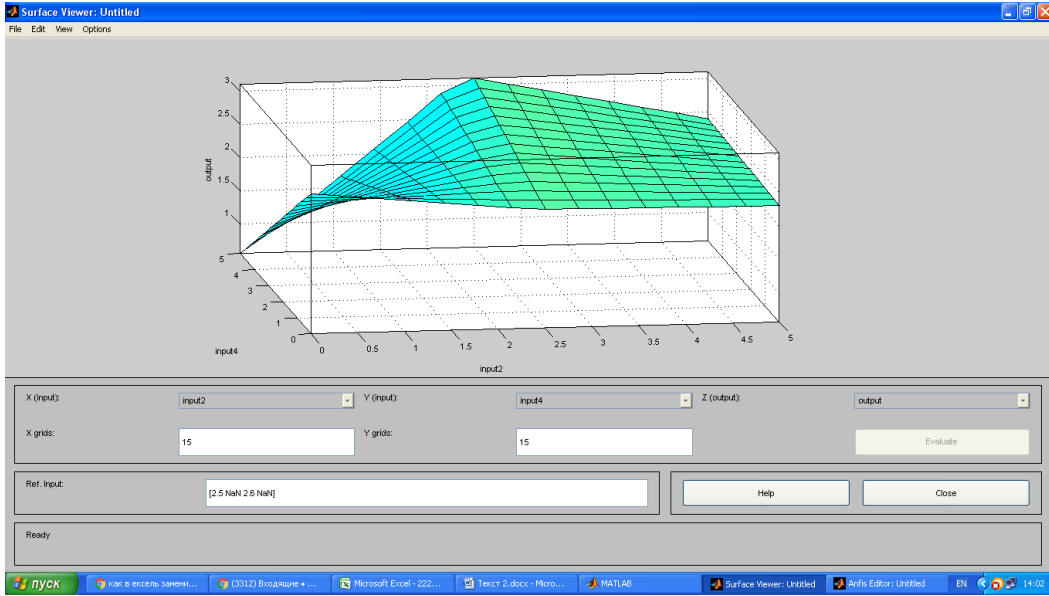 Surface Viewer: Untitled
File Edit View Options
3
2.5
2
1.5
1
output
5
4
3
2
1
0
input4
0
0.5
1
1.5
2
2.5
3
3.5
4
4.5
5
input2
X (input): input2 Y (input): input4 Z (output): output
X grids: 15 Y grids: 15 Evaluate
Ref. Input: [2.5 NaN 2.6 NaN] Help Close
Ready
пуск как в ексель замени... (3312) Входящие • ... Microsoft Excel - 222... Текст 2.docx - Micro... MATLAB Surface Viewer: Untitled Anfis Editor: Untitled EN 14:02